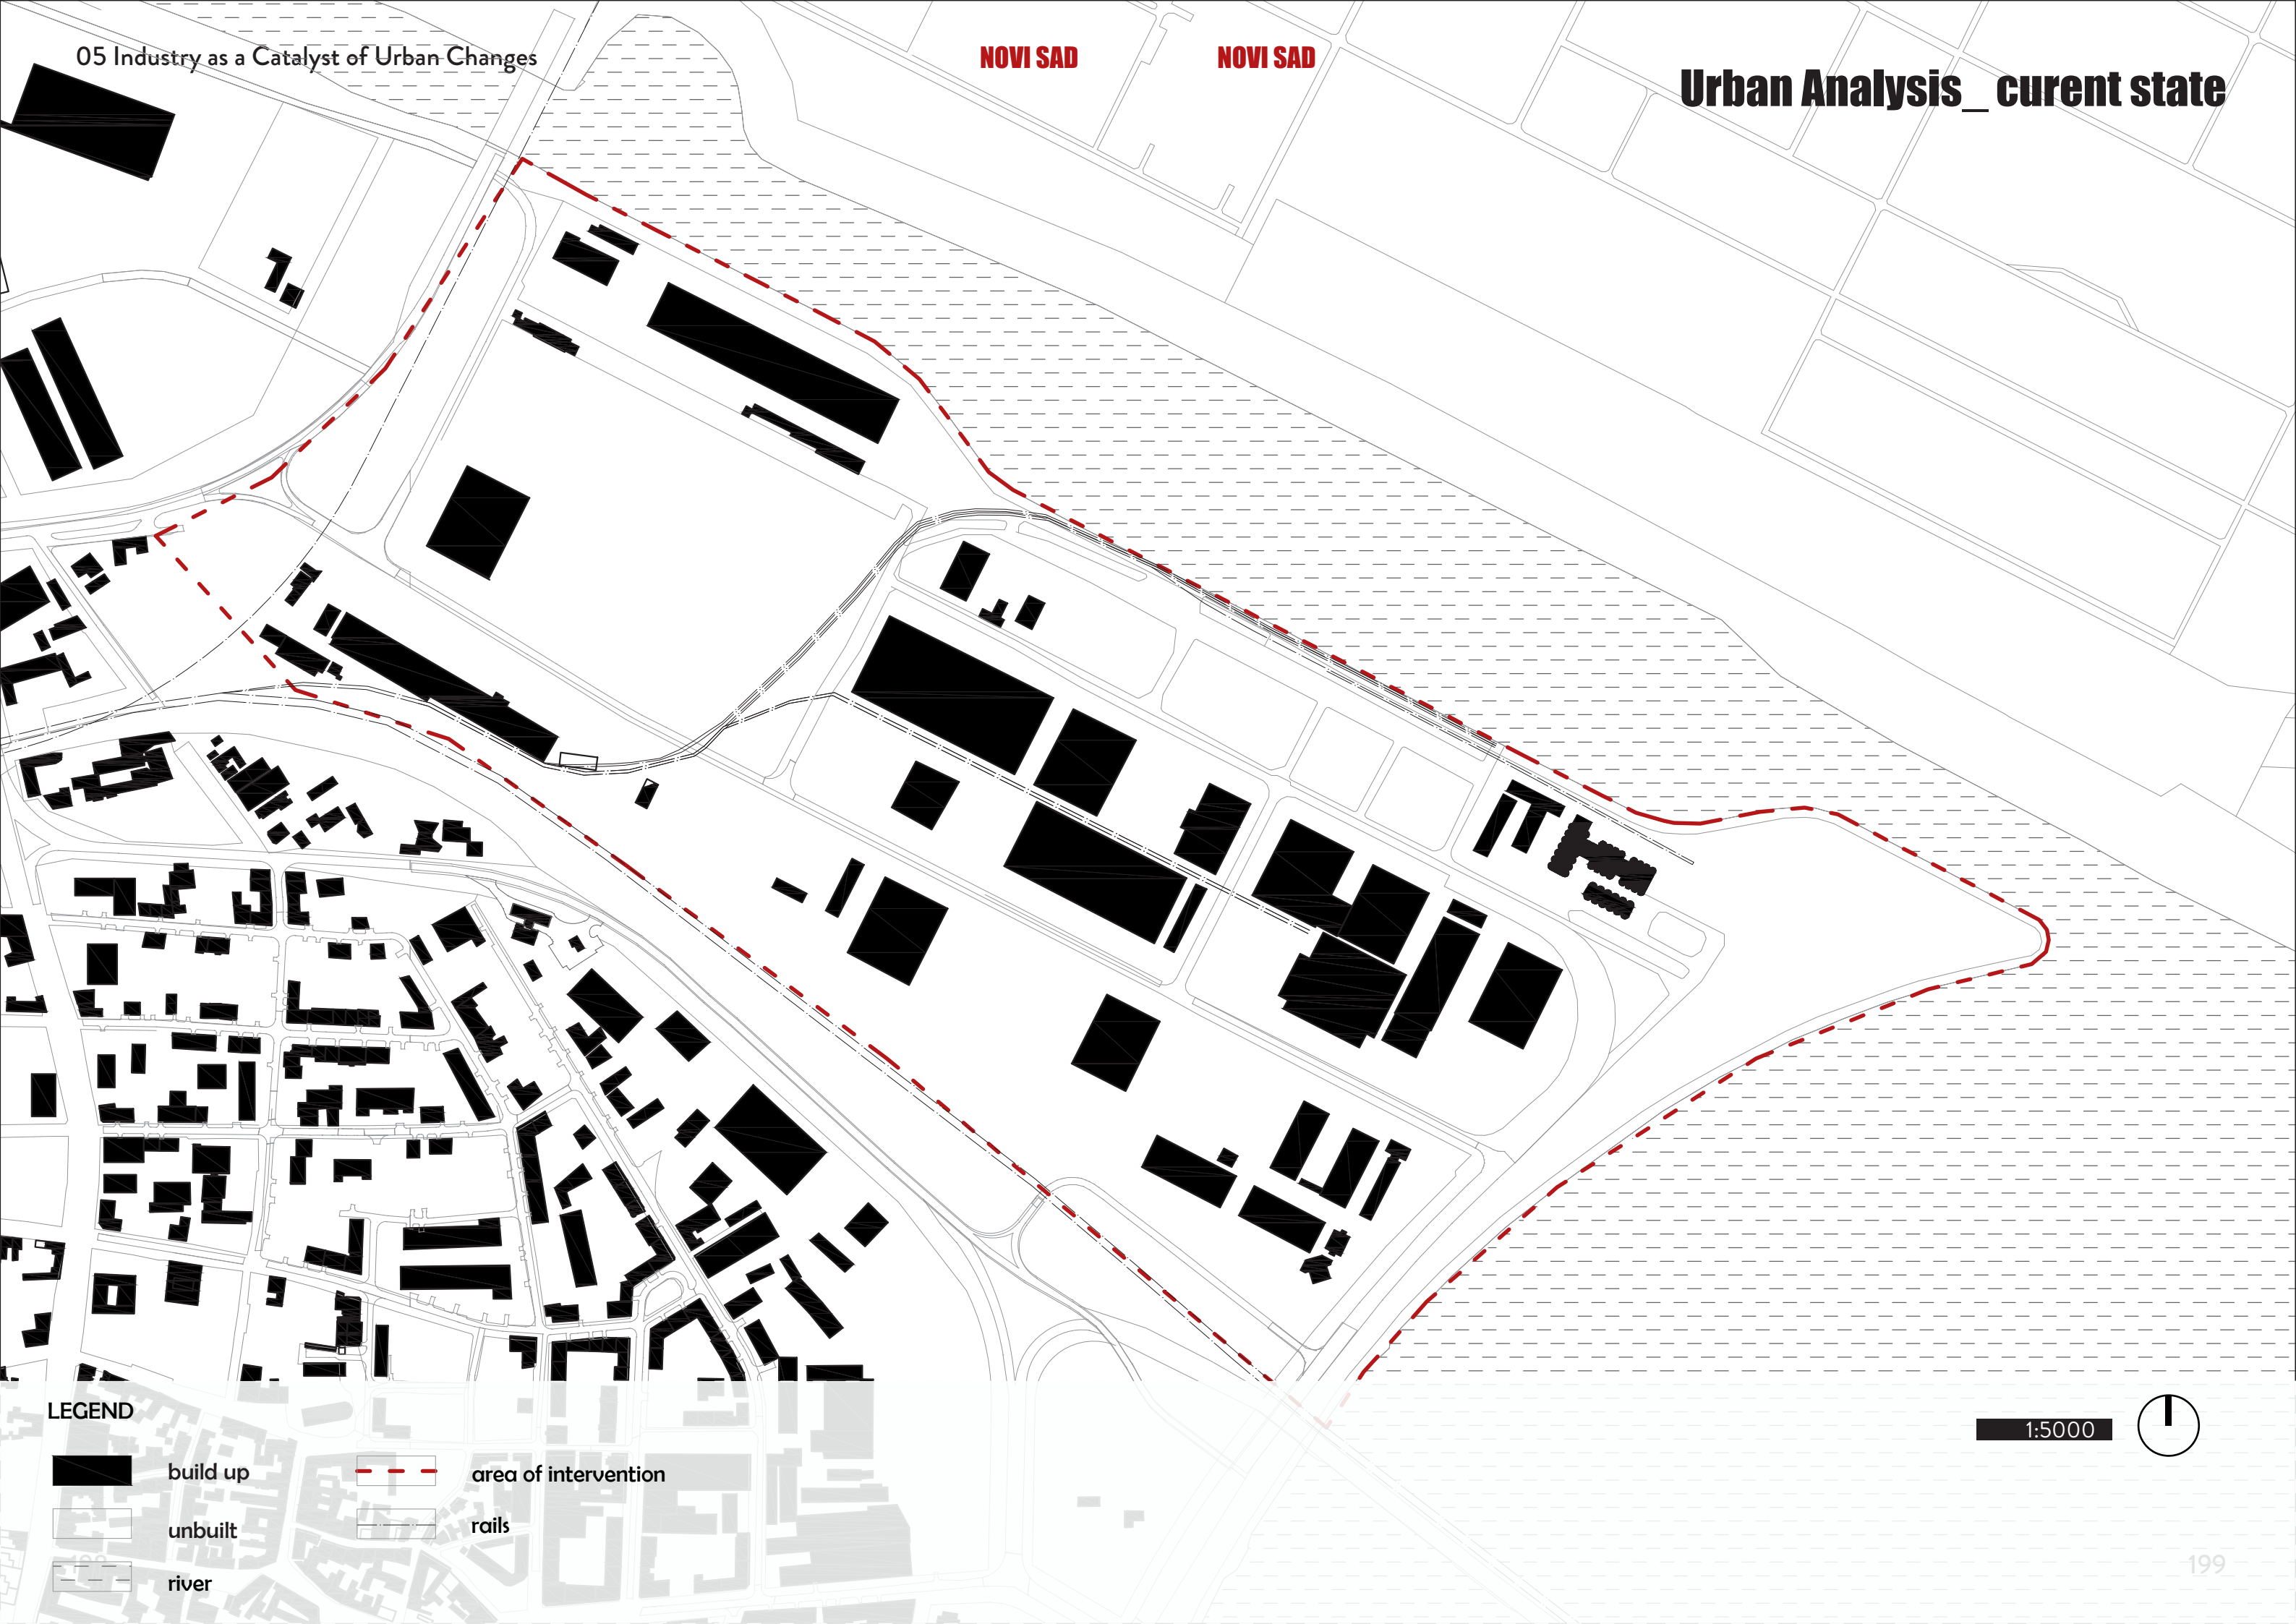 05 Industry as a Catalyst of Urban Changes
NOVI SAD
NOVI SAD
Urban Analysis_ curent state
LEGEND
build up
unbuilt
river
area of intervention
rails
1:5000
198
199